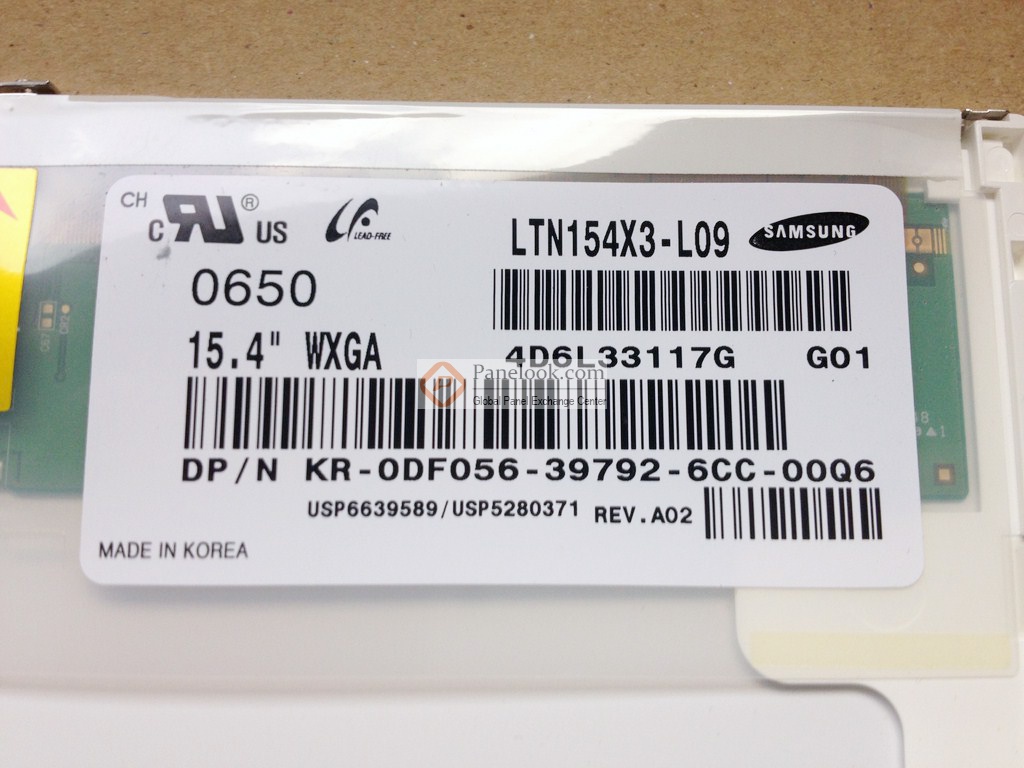 CH
C RU ® US
LEAD-FREE
LTN154X3-L09
SAMSUNG
0650
15.4" WXGA
4D6L33117G G01
Panelook.com
Global Panel Exchange Center
DP/N KR-0DF056-39792-6CC-00Q6
USP6639589/USP5280371 REV.A02
MADE IN KOREA